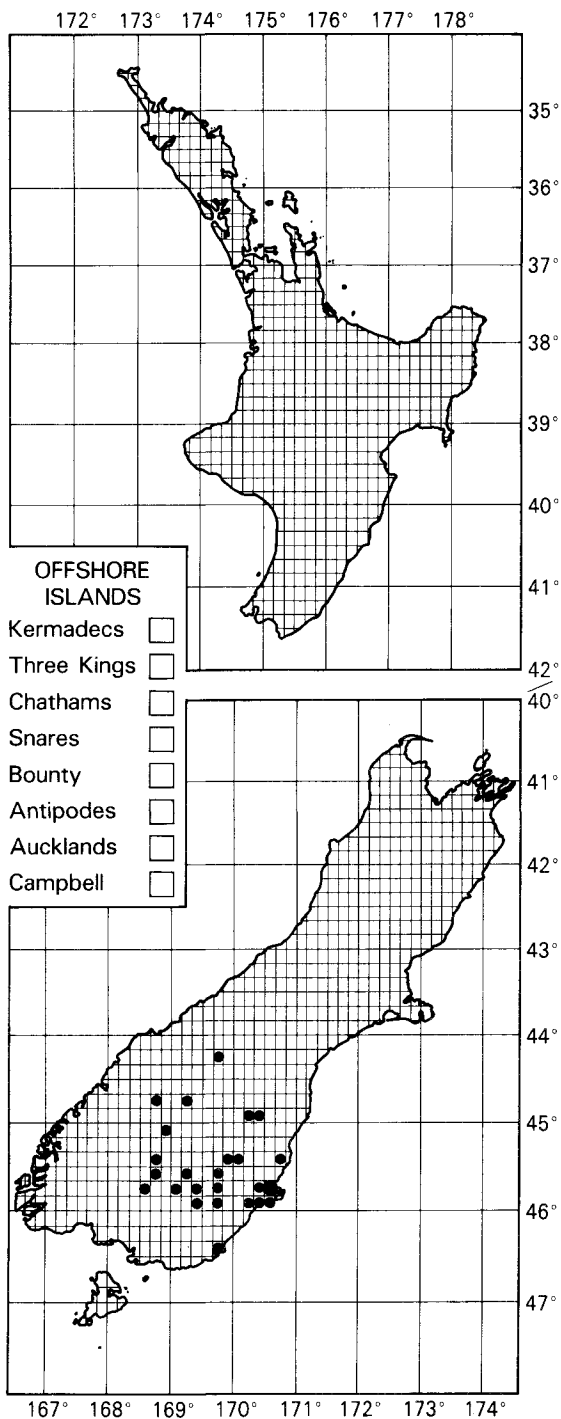 172° 173° 174° 175° 176° 177° 178°
35°
36°
37°
38°
39°
40°
41°
42°
OFFSHORE
ISLANDS
Kermadecs
Three Kings
Chathams
Snares
Bounty
Antipodes
Aucklands
Campbell
40°
41°
42°
43°
44°
45°
46°
47°
167° 168° 169° 170° 171° 172° 173° 174°